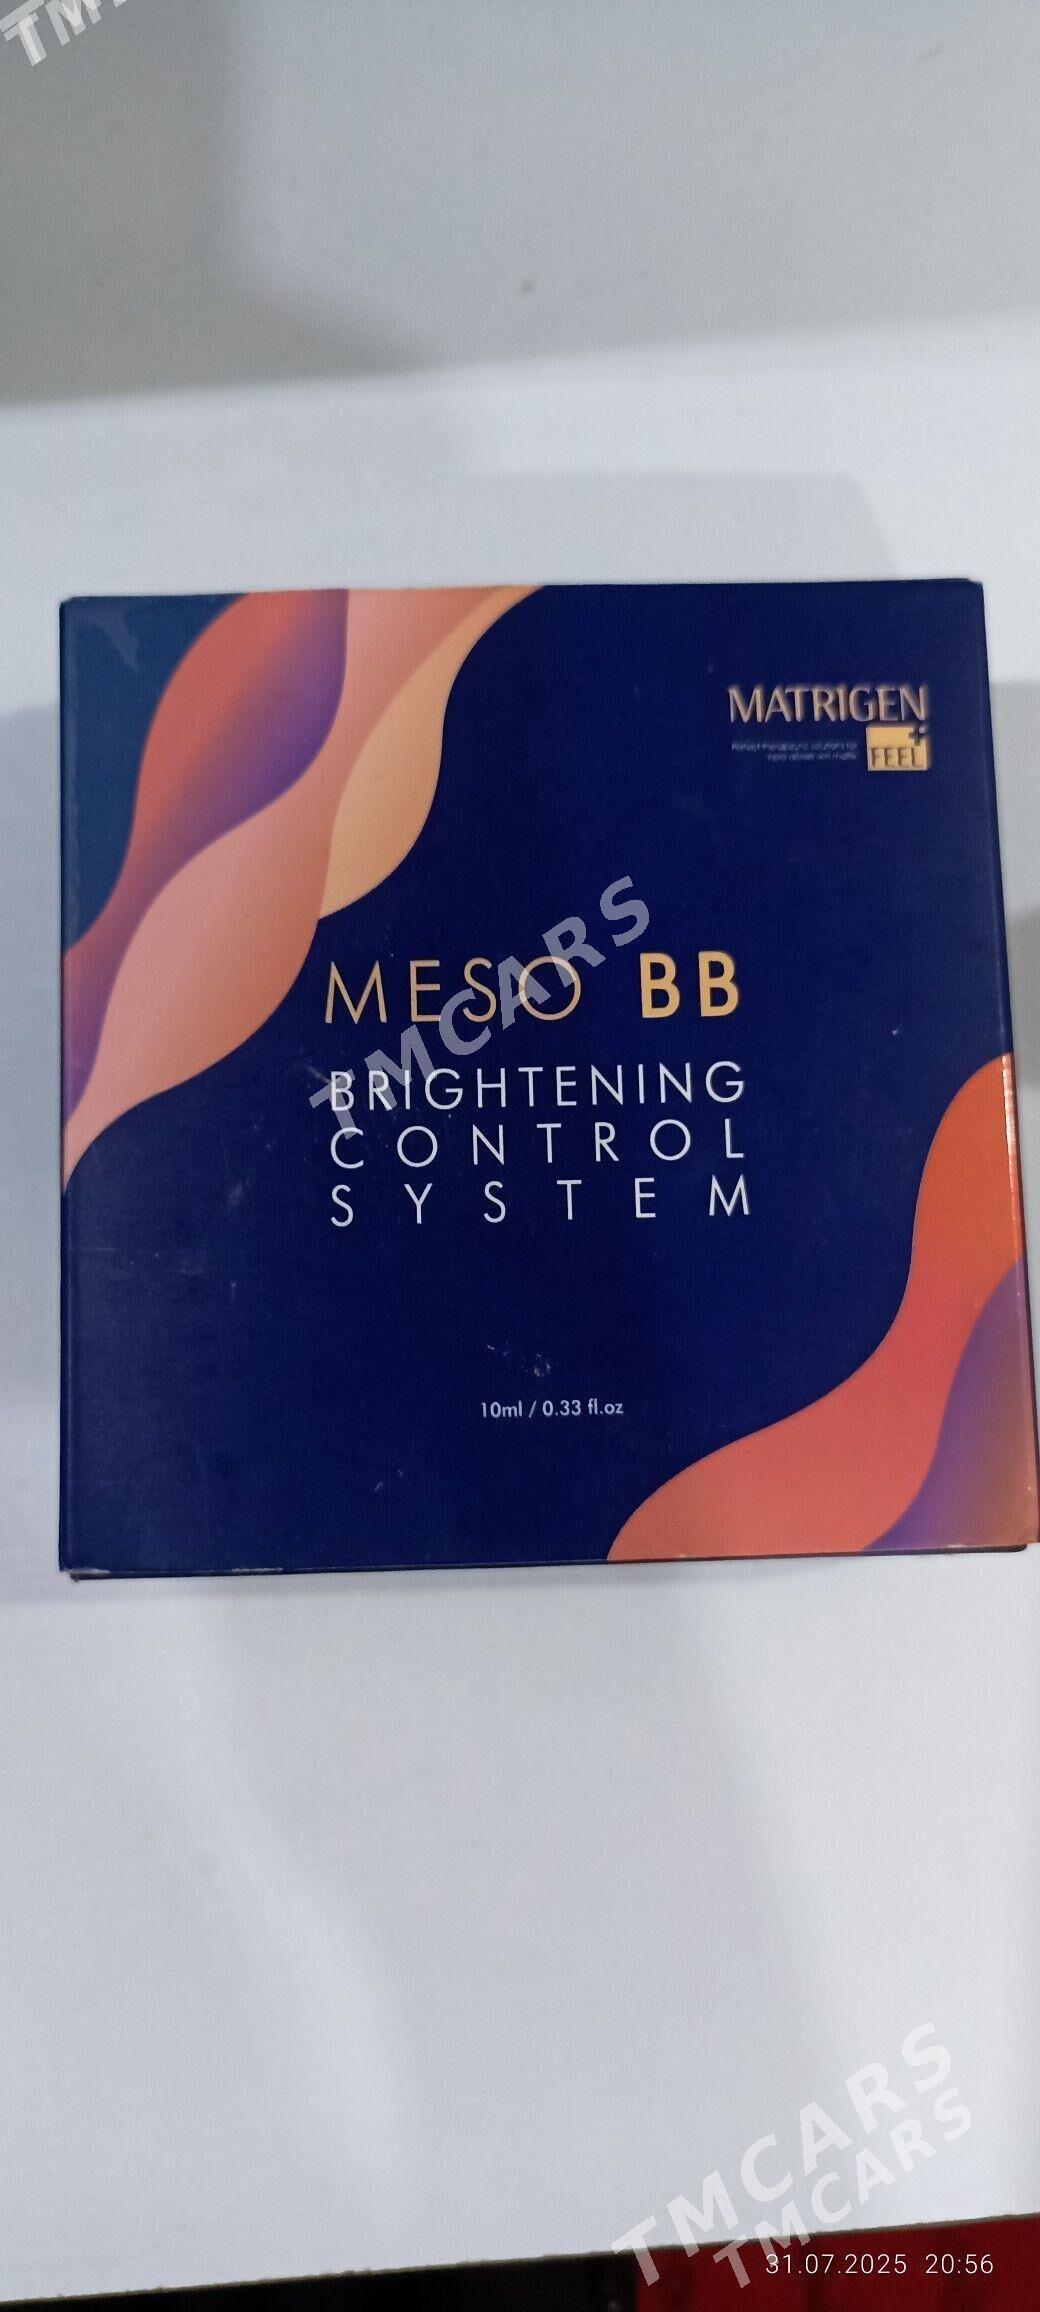 TM
MATRIGEN
+
FEEL
MESO BB
BRIGHTENING
CONTROL
SYSTEM
10ml / 0.33 fl.oz
TMCARS
TMCARS
TMCARS
31.07.2025 20:56